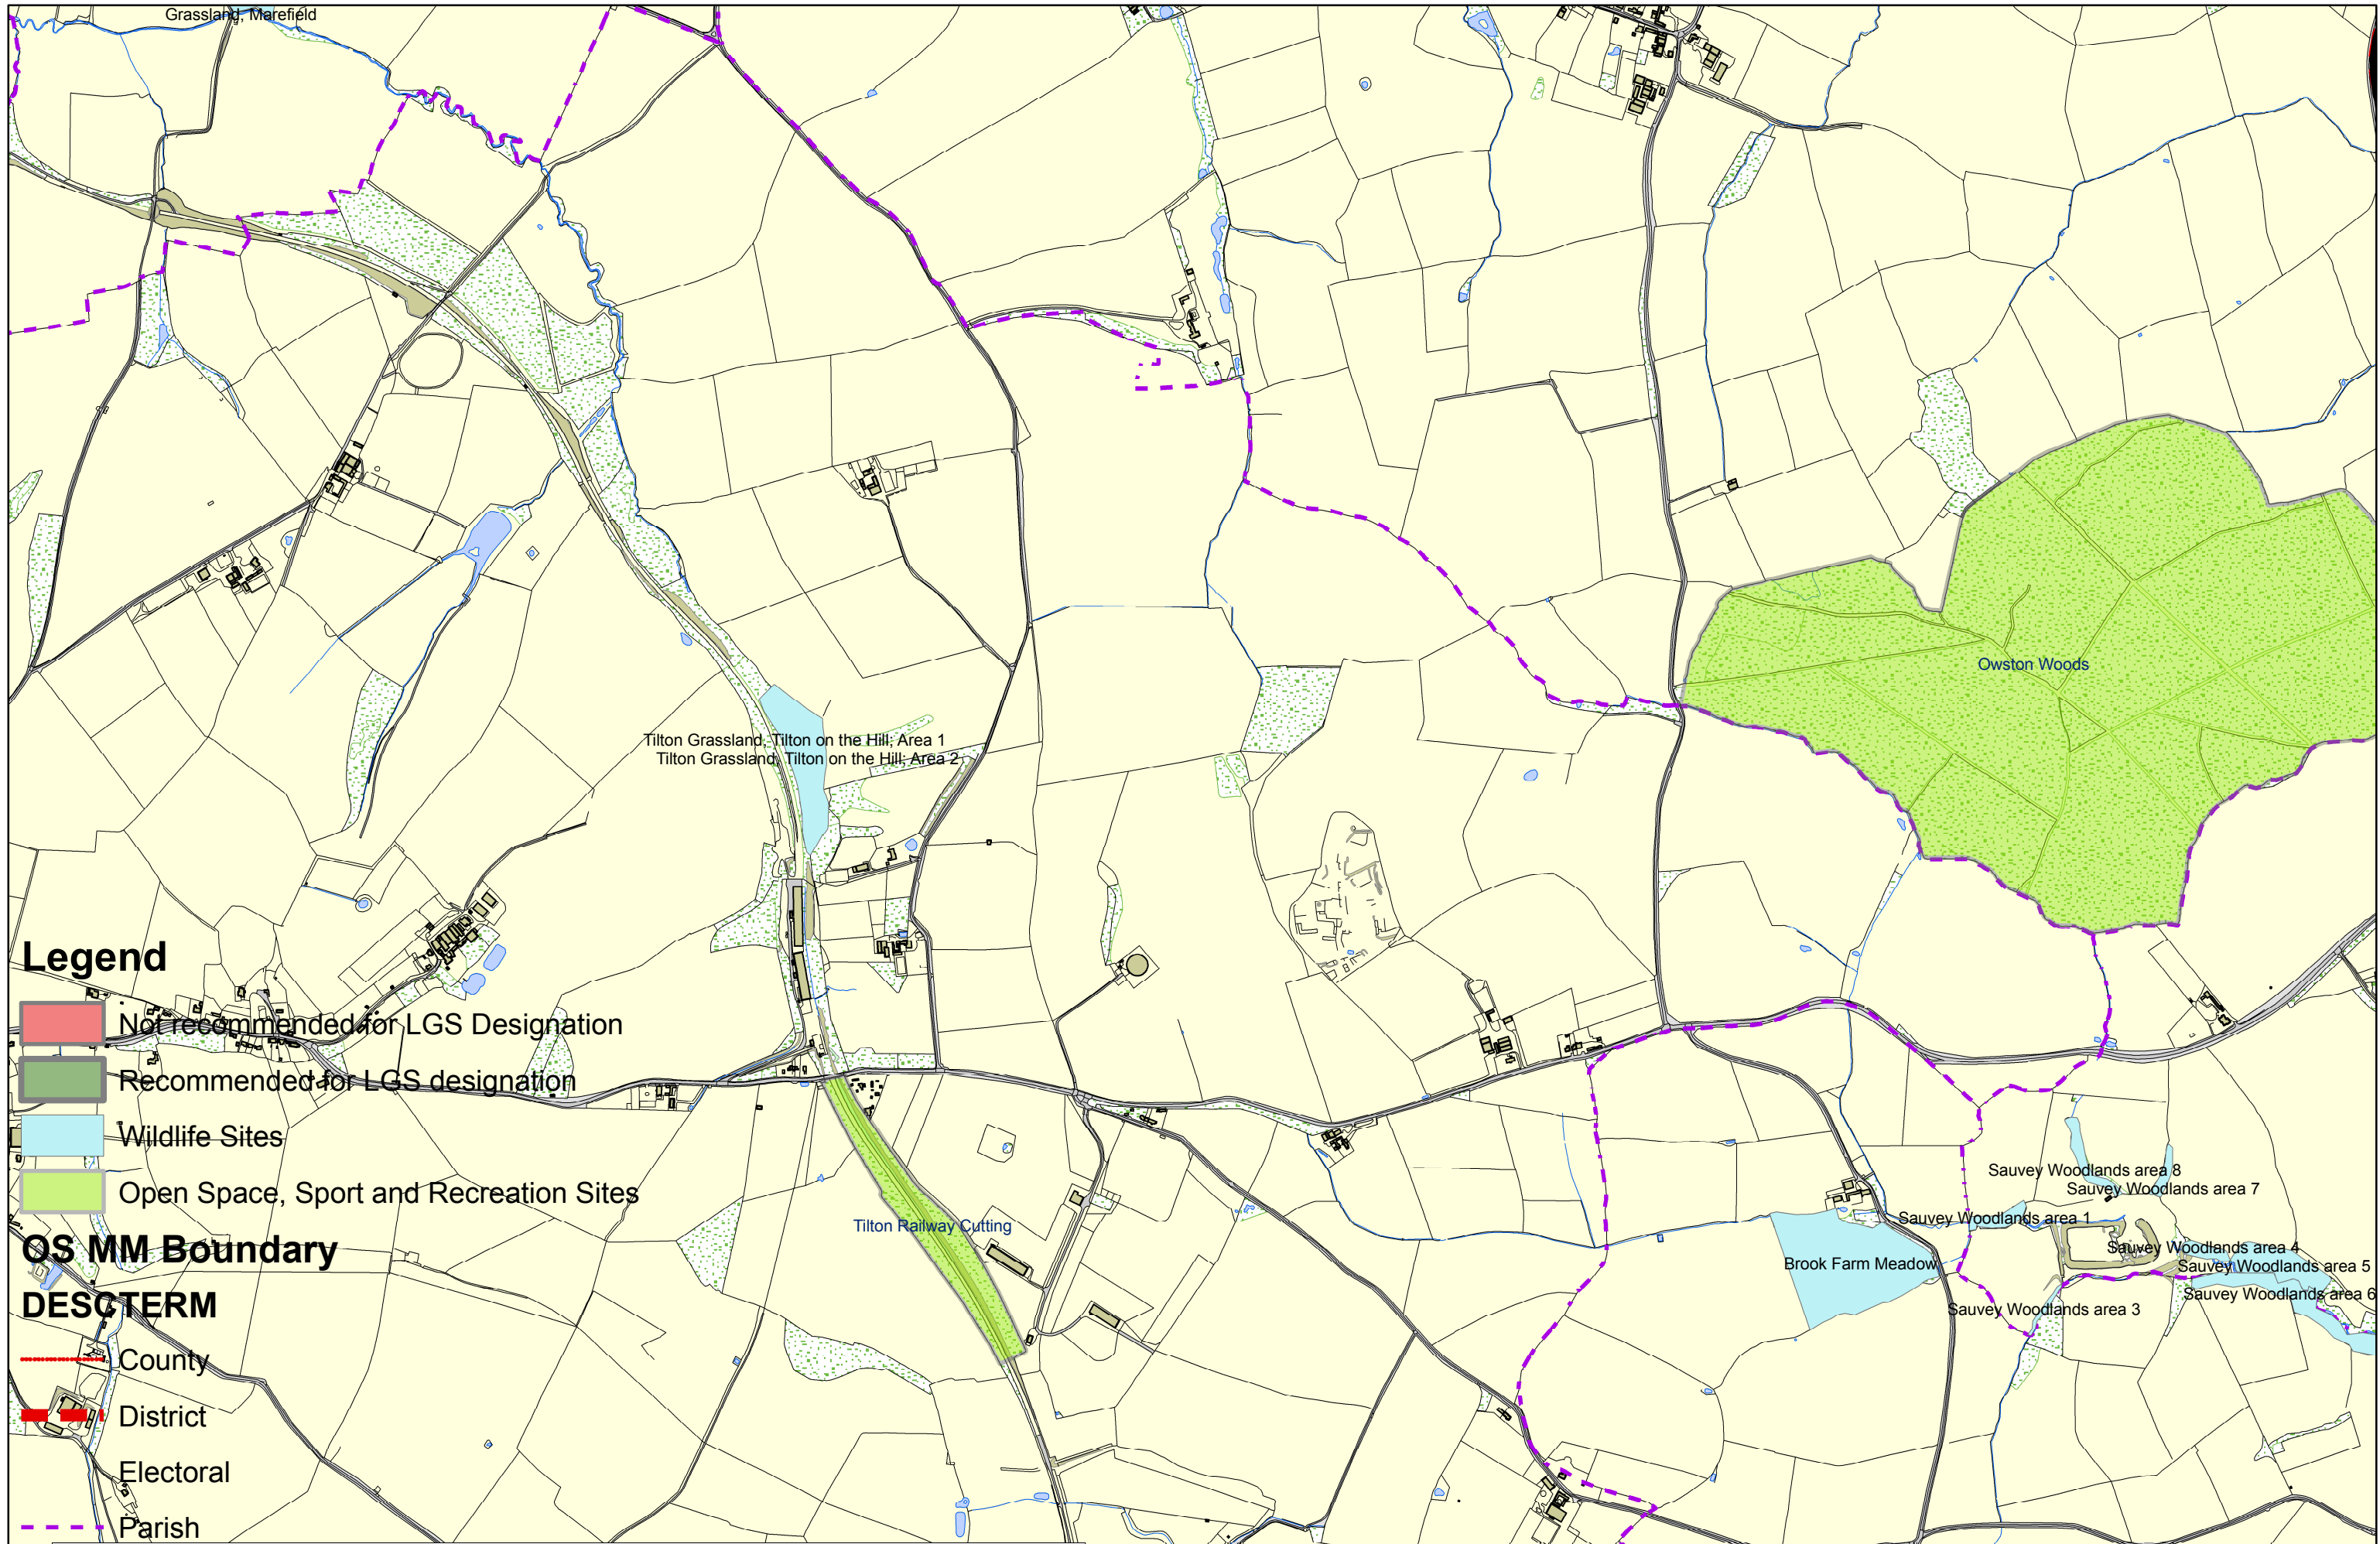 Grassland, Marefield
Owston Woods
Tilton Grassland, Tilton on the Hill; Area 1
Tilton Grassland, Tilton on the Hill; Area 2
Legend
Not recommended for LGS Designation
Recommended for LGS designation
Wildlife Sites
Open Space, Sport and Recreation Sites
OS MM Boundary
DESCTERM
County
District
Electoral
Parish
Tilton Railway Cutting
Sauvey Woodlands area 8
Sauvey Woodlands area 7
Sauvey Woodlands area 1
Sauvey Woodlands area 4
Brook Farm Meadow
Sauvey Woodlands area 5
Sauvey Woodlands area 6
Sauvey Woodlands area 3